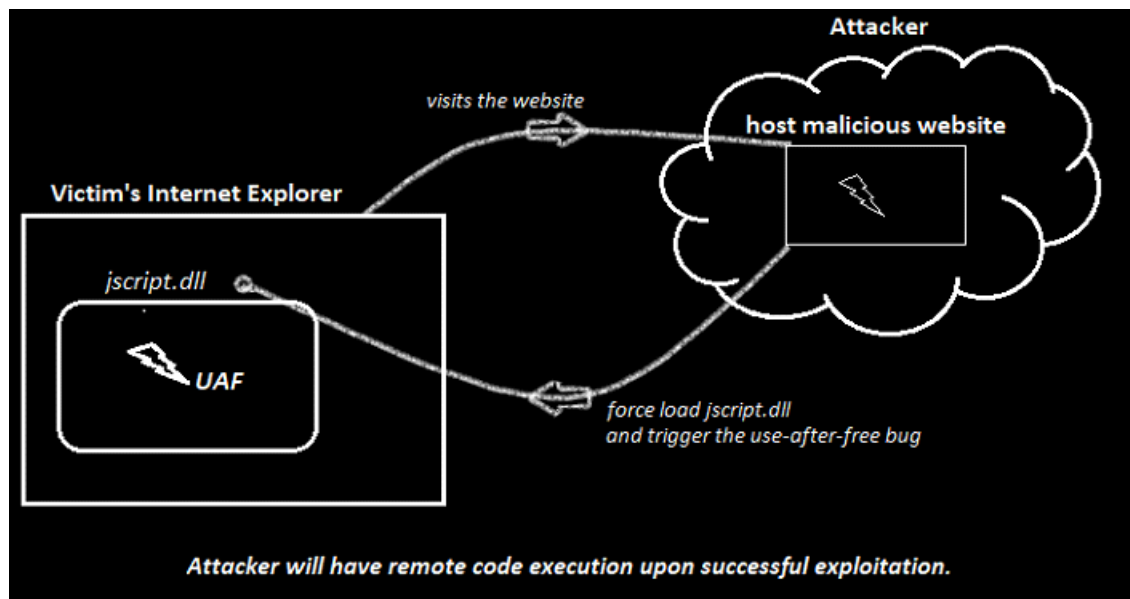 Attacker
visits the website
host malicious website
Victim's Internet Explorer
jscript.dll
UAF
force load jscript.dll
and trigger the use-after-free bug
Attacker will have remote code execution upon successful exploitation.